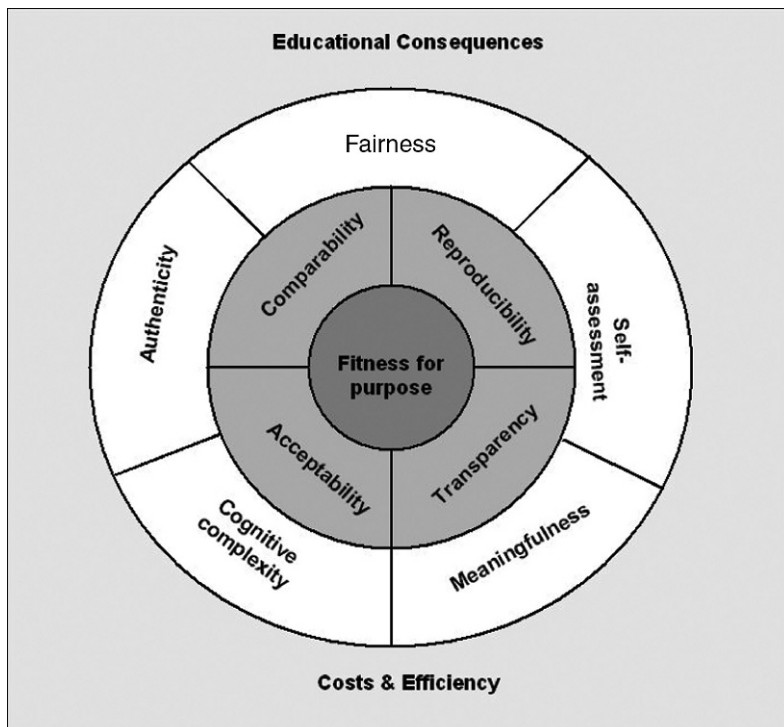 Educational Consequences
Fairness
Authenticity
Comparability
Reproducibility
Self-
assessment
Fitness for
purpose
Acceptability
Transparency
Cognitive
complexity
Meaningfulness
Costs & Efficiency